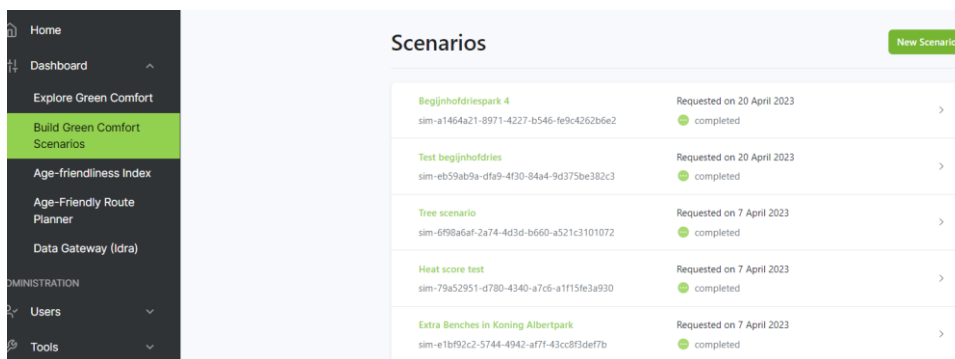 Home
Dashboard
Explore Green Comfort
Build Green Comfort
Scenarios
Age-friendliness Index
Age-Friendly Route
Planner
Data Gateway (Idra)
DMINISTRATION
Users
Tools
Scenarios
New Scenario
Begijnhofdriespark 4
Requested on 20 April 2023
sim-a1464a21-8971-4227-b546-fe9c4262b6e2
completed
Test begijnhofdries
Requested on 20 April 2023
sim-eb59ab9a-dfa9-4f30-84a4-9d375be382c3
completed
Tree scenario
Requested on 7 April 2023
sim-6f98a6af-2a74-4d3d-b660-a521c3101072
completed
Heat score test
Requested on 7 April 2023
sim-79a52951-d780-4340-a7c6-a1f15fe3a930
completed
Extra Benches in Koning Albertpark
Requested on 7 April 2023
sim-e1bf92c2-5744-4942-af7f-43cc8f3def7b
completed